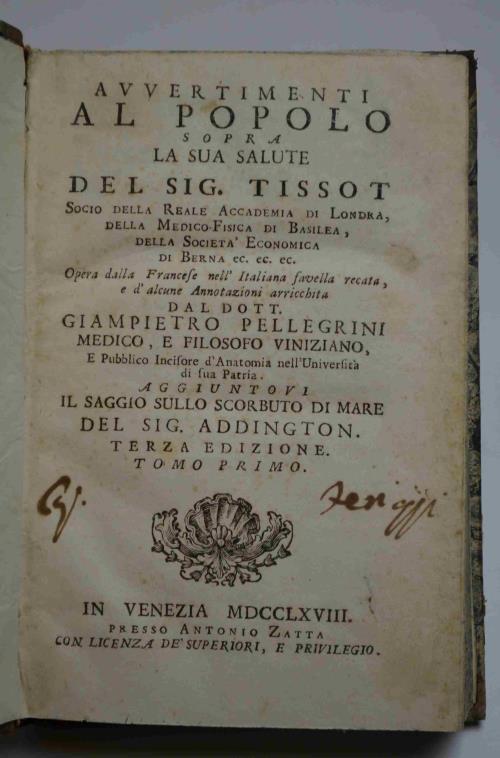 AVVERTIMENTI
AL POPOLO
SOPRA
LA SUA SALUTE
DEL SIG. TISSOT
SOCIO DELLA REALE ACCADEMIA DI LONDRA,
DELLA MEDICO-FISICA DI BASILEA,
DELLA SOCIETA' ECONOMICA
DI BERNA ec. ec. ec.
Opera dalla Francese nell' Italiana favella recata,
e d'alcune Annotazioni arricchita
DAL DOTT.
GIAMPIETRO PELLEGRINI
MEDICO, E FILOSOFO VINIZIANO,
E Pubblico Incisore d'Anatomia nell'Università
di sua Patria.
AGGIUNTOVI
IL SAGGIO SULLO SCORBUTO DI MARE
DEL SIG. ADDINGTON.
TERZA EDIZIONE.
TOMO PRIMO.
IN VENEZIA MDCCLXVIII.
PRESSO ANTONIO ZATTA
CON LICENZA DE' SUPERIORI, E PRIVILEGIO.